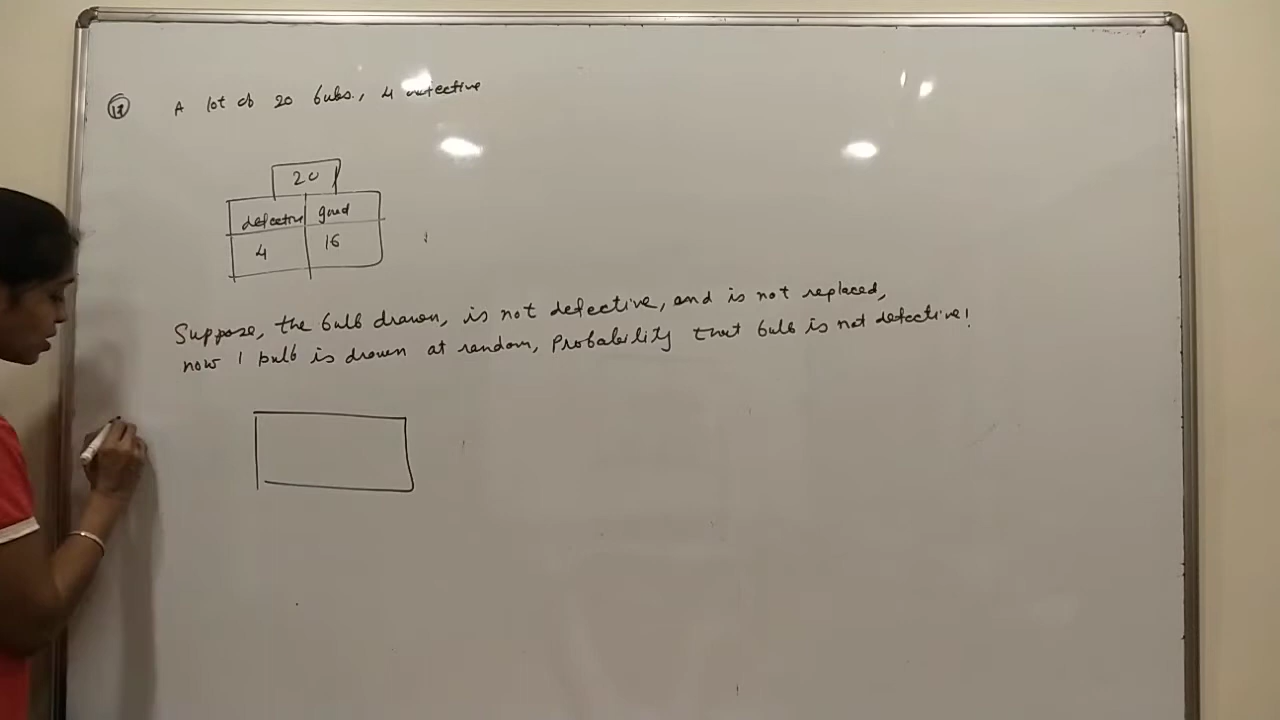 17 A lot of 20 bulbs., 4 defective
20
defective good
4 16
Suppose, the bulb drawn, is not defective, and is not replaced,
now 1 bulb is drawn at random, Probability that bulb is not defective!